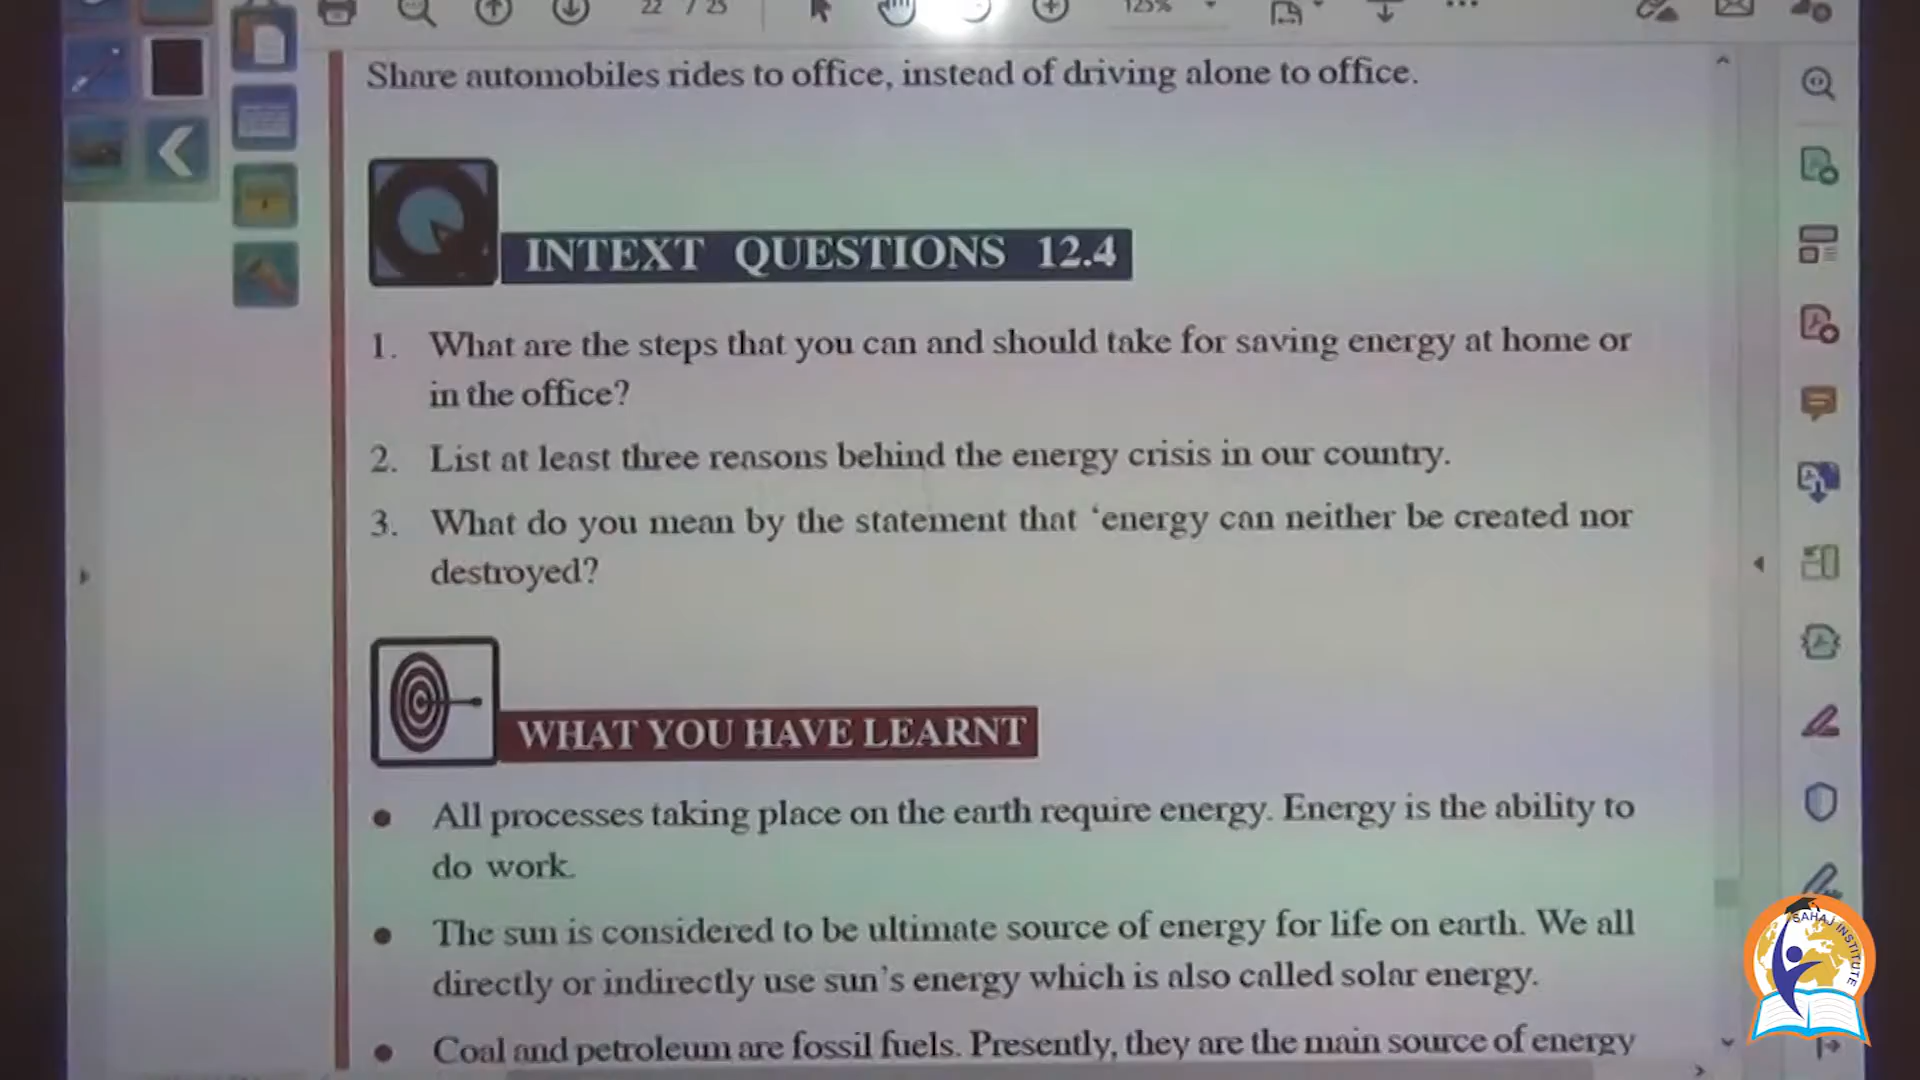 22 / 23
125%
Share automobiles rides to office, instead of driving alone to office.
INTEXT QUESTIONS 12.4
1. What are the steps that you can and should take for saving energy at home or
in the office?
2. List at least three reasons behind the energy crisis in our country.
3. What do you mean by the statement that ‘energy can neither be created nor
destroyed?
WHAT YOU HAVE LEARNT
• All processes taking place on the earth require energy. Energy is the ability to
do work.
• The sun is considered to be ultimate source of energy for life on earth. We all
directly or indirectly use sun’s energy which is also called solar energy.
• Coal and petroleum are fossil fuels. Presently, they are the main source of energy
SAHAJ INSTITUTE